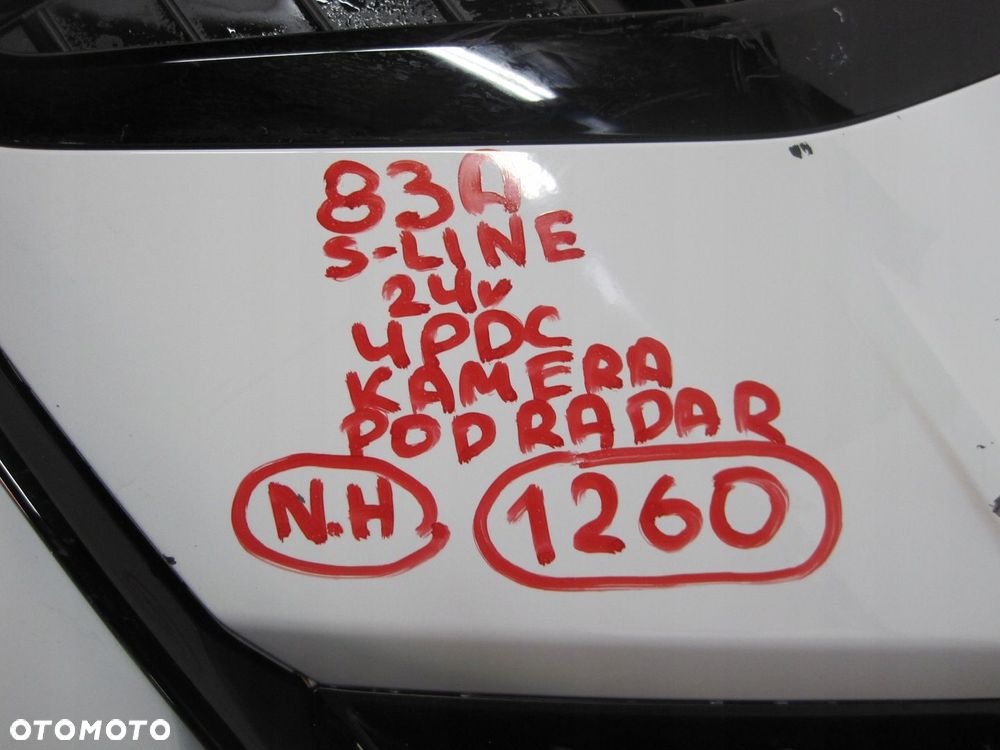 83A
S-LINE
24v
4PDC
KAMERA
POD RADAR
N.H 1260
OTOMOTO